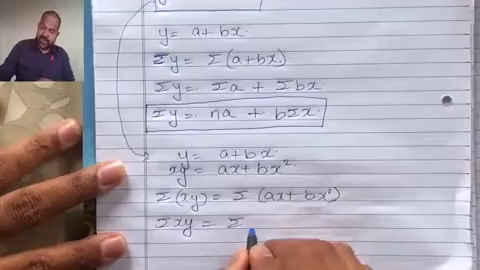 y = a + bx.
Σy = Σ (a+bx.)
Σy = Σa + Σbx.
Σy = na + bΣx.
y = a + bx.
xy = ax + bx²
Σ(xy) = Σ (ax + bx²)
Σxy = Σ